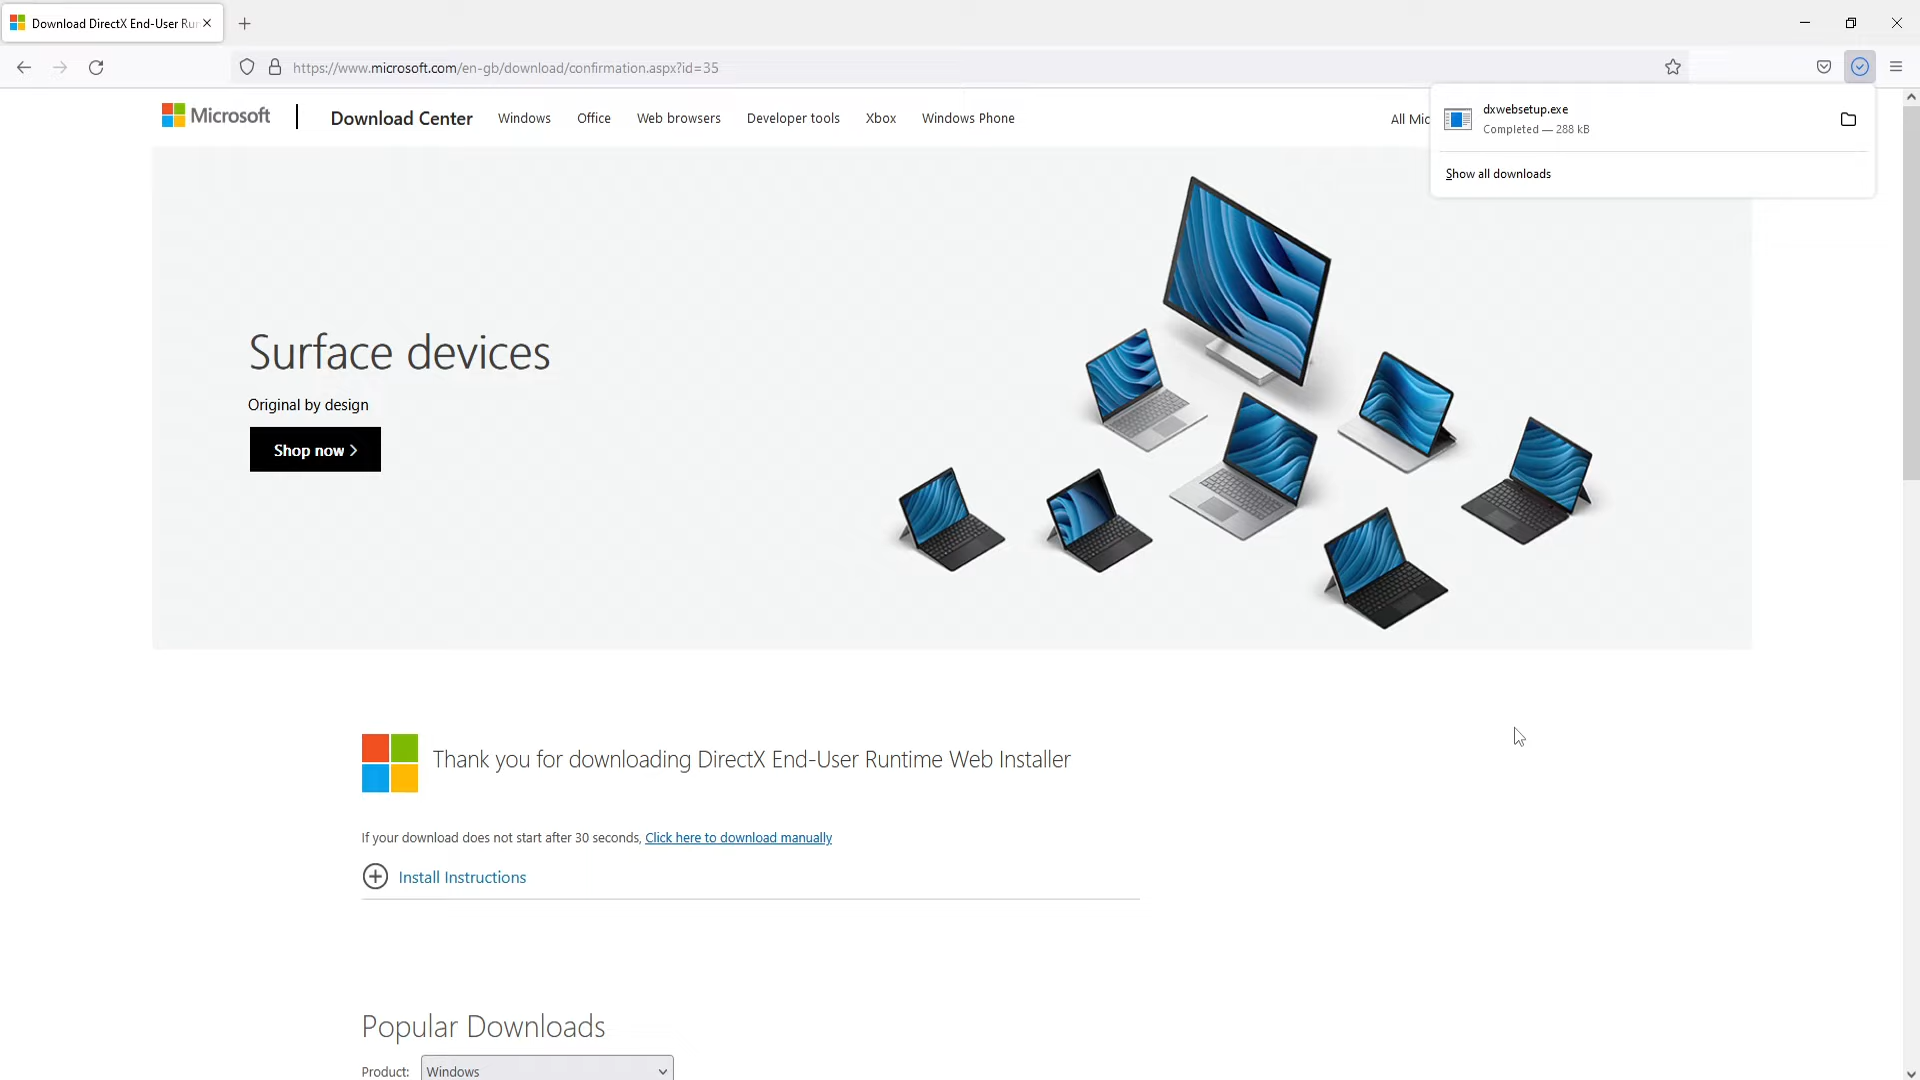 Download DirectX End-User Ru
https://www.microsoft.com/en-gb/download/confirmation.aspx?id=35
dxwebsetup.exe
Completed — 288 kB
Show all downloads
Microsoft
Download Center
Windows
Office
Web browsers
Developer tools
Xbox
Windows Phone
All Mic
Surface devices
Original by design
Shop now >
Thank you for downloading DirectX End-User Runtime Web Installer
If your download does not start after 30 seconds, Click here to download manually
Install Instructions
Popular Downloads
Product: Windows